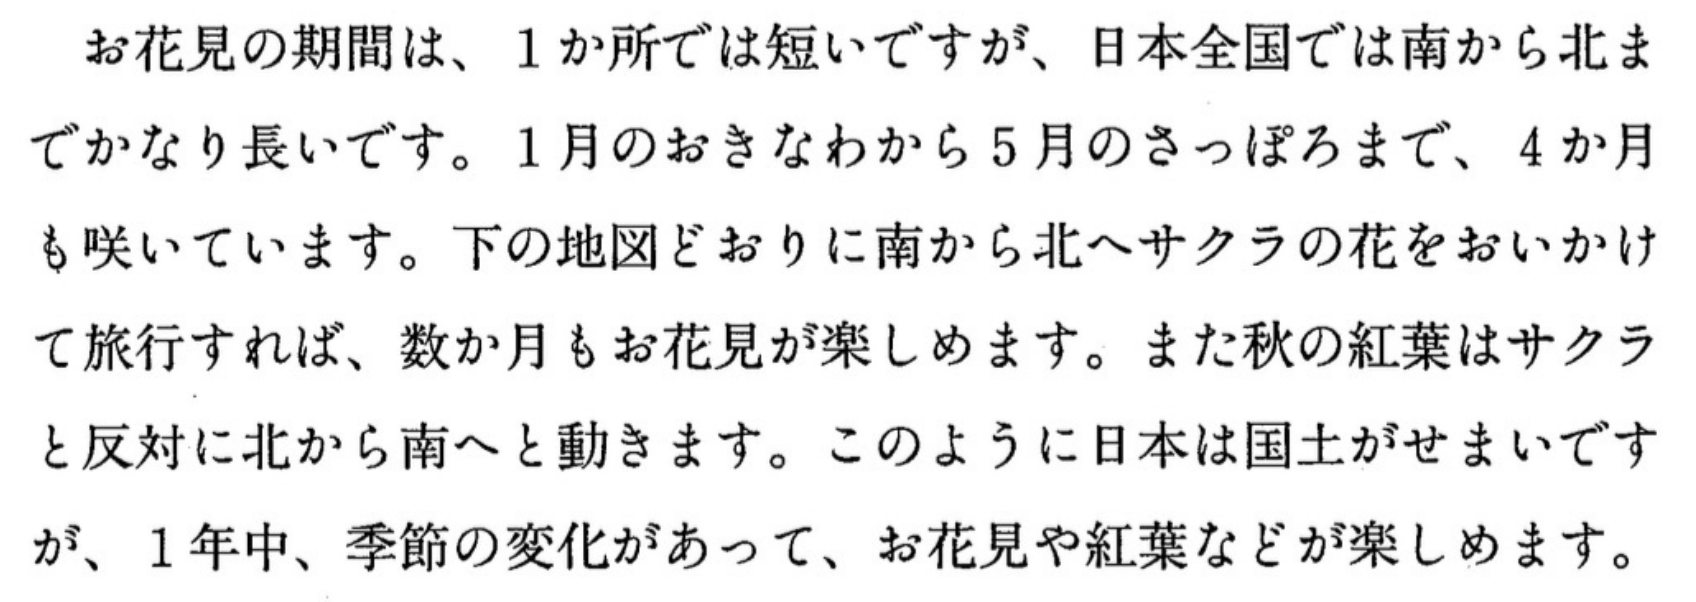 お花見の期間は、1か所では短いですが、日本全国では南から北ま
でかなり長いです。1月のおきなわから5月のさっぽろまで、4か月
も咲いています。下の地図どおりに南から北へサクラの花をおいかけ
て旅行すれば、数か月もお花見が楽しめます。また秋の紅葉はサクラ
と反対に北から南へと動きます。このように日本は国土がせまいです
が、1年中、季節の変化があって、お花見や紅葉などが楽しめます。